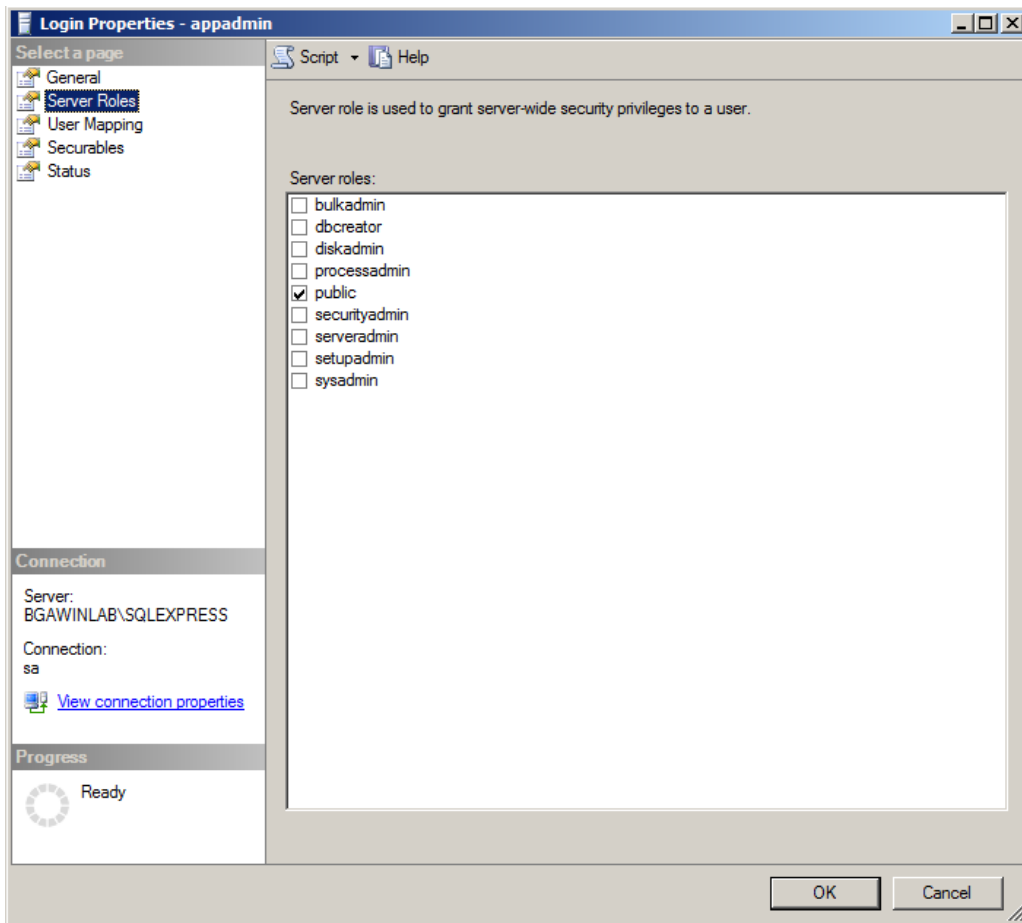 Login Properties - appadmin
Select a page
General
Server Roles
User Mapping
Securables
Status
Script
Help
Server role is used to grant server-wide security privileges to a user.
Server roles:
bulkadmin
dbcreator
diskadmin
processadmin
public
securityadmin
serveradmin
setupadmin
sysadmin
Connection
Server:
BGAWINLAB\SQLEXPRESS
Connection:
sa
View connection properties
Progress
Ready
OK
Cancel